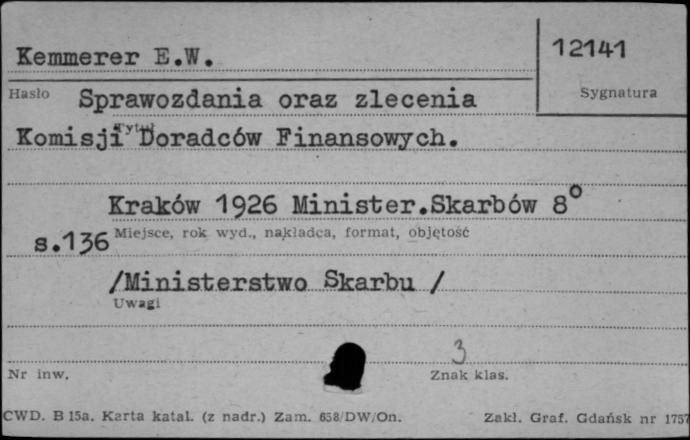 Kemmerer E.W.
12141
Hasło Sprawozdania oraz zlecenia
Sygnatura
Tytuł
Komisji Doradców Finansowych.
Kraków 1926 Minister.Skarbów 8°
s.136 Miejsce, rok wyd., nakładca, format, objętość
/Ministerstwo Skarbu /
Uwagi
3
Nr inw.
Znak klas.
CWD. B 15a. Karta katal. (z nadr.) Zam. 658/DW/On.
Zakł. Graf. Gdańsk nr 1757